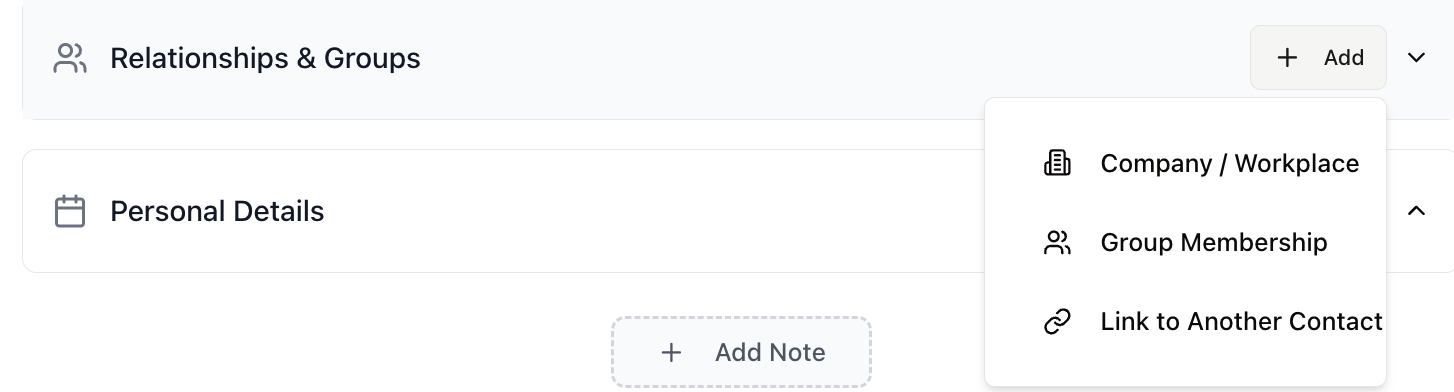 Relationships & Groups
Add
Company / Workplace
Personal Details
Group Membership
Link to Another Contact
Add Note